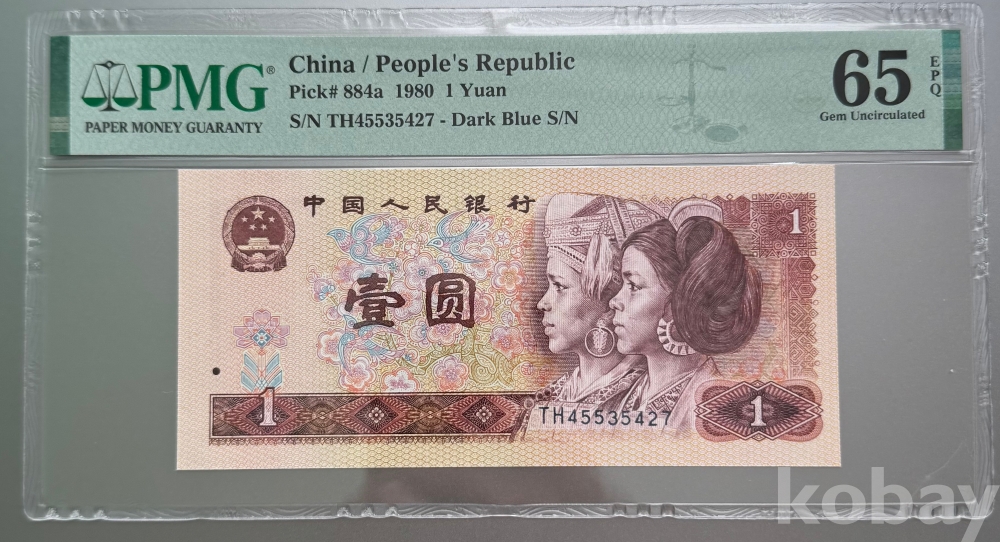 PMG®
PAPER MONEY GUARANTY
China / People's Republic
Pick# 884a 1980 1 Yuan
S/N TH45535427 - Dark Blue S/N
65
EPQ
Gem Uncirculated
中国人民银行
1
壹圆
1
TH45535427
1
kobay